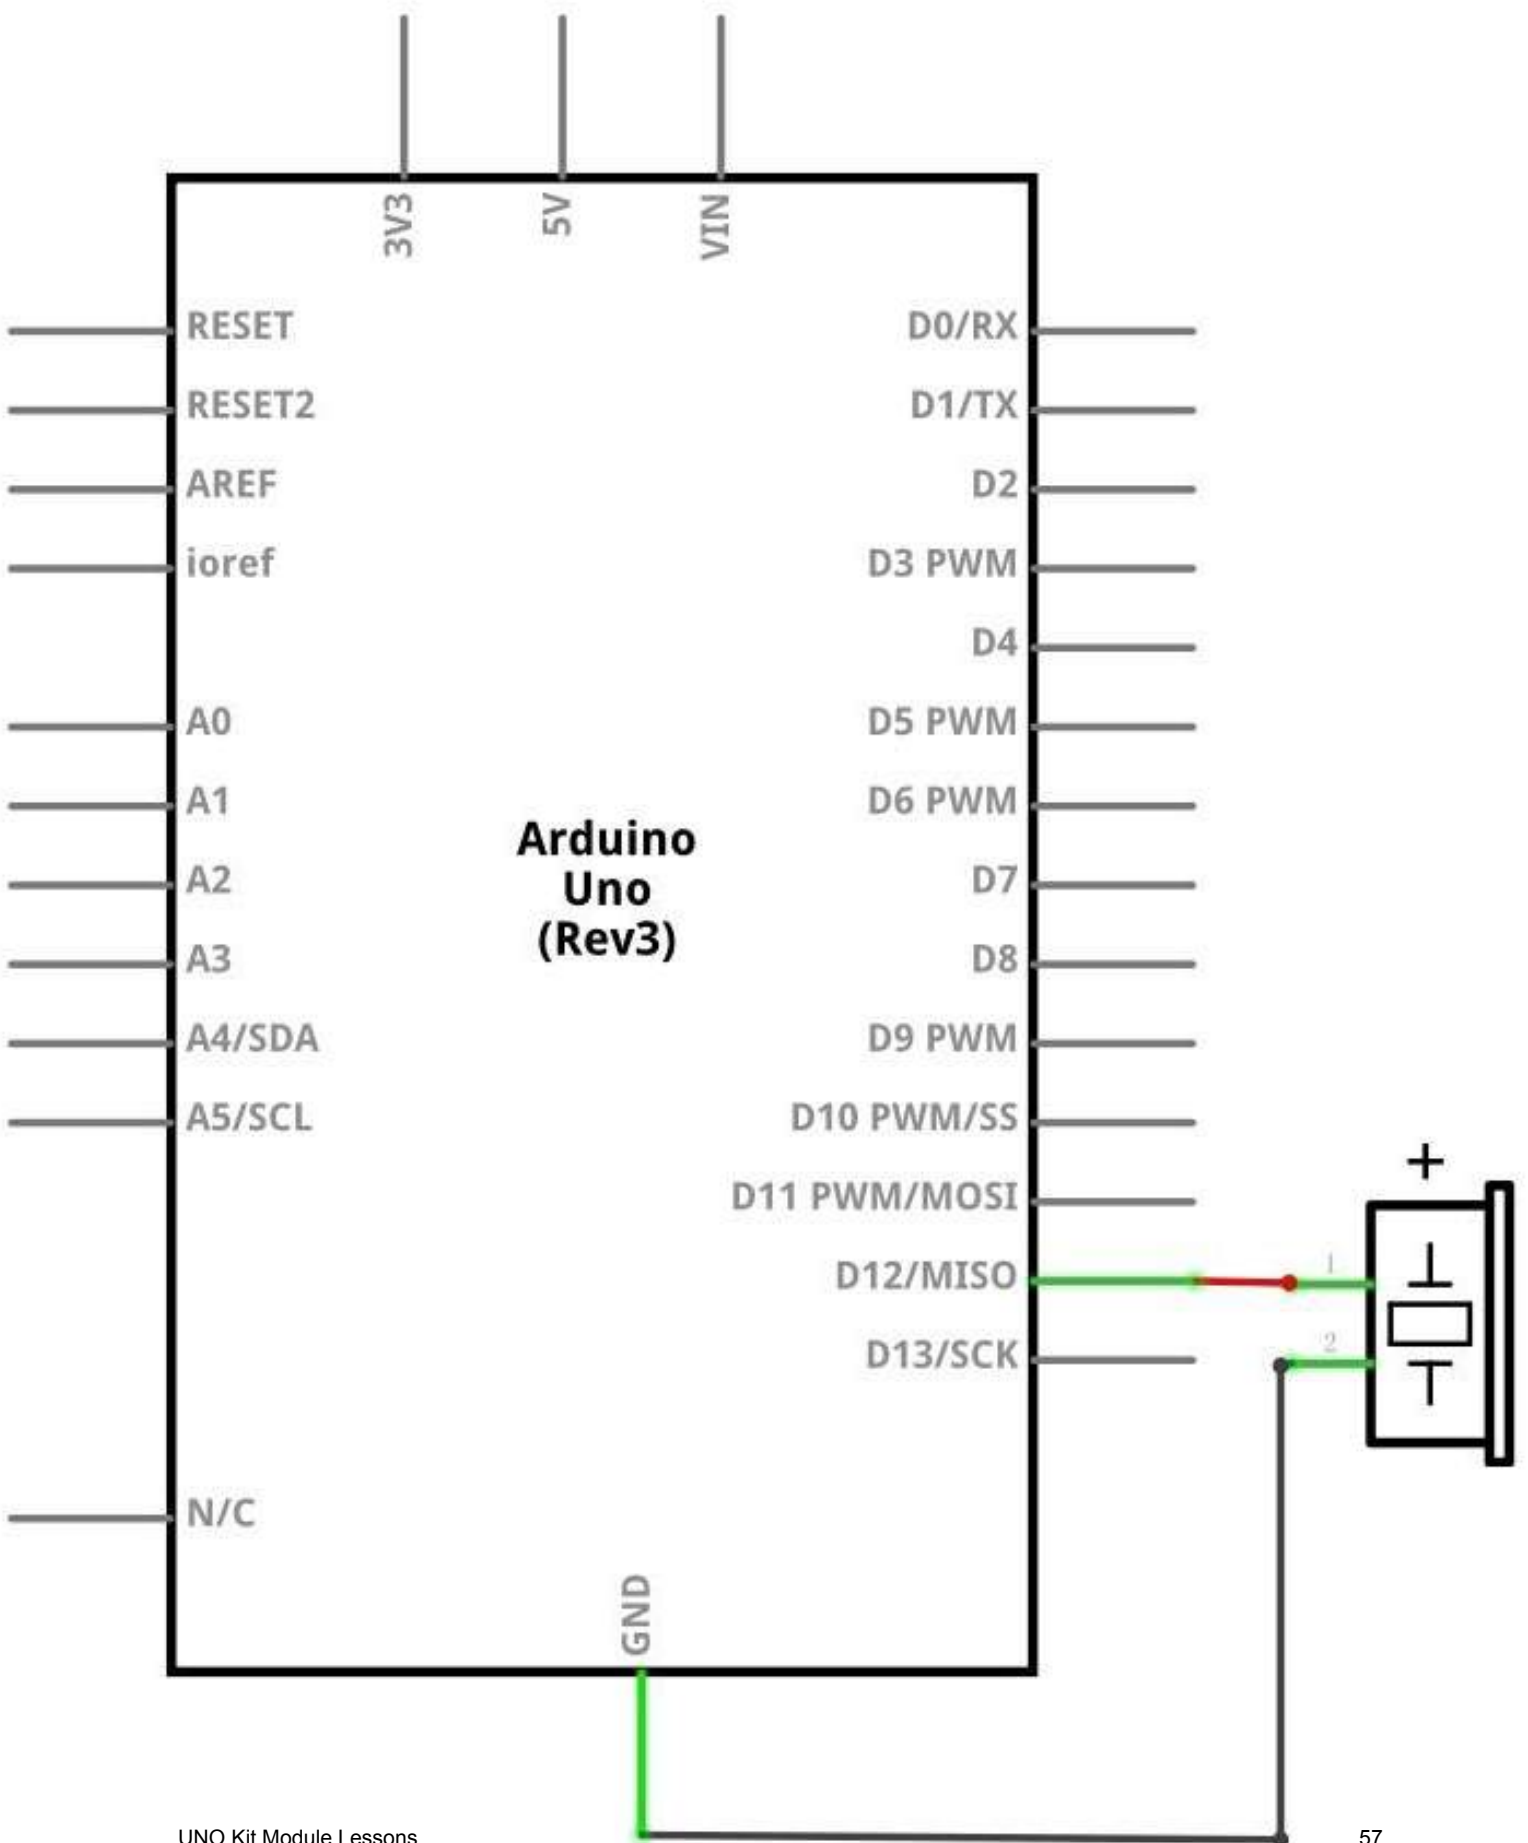 3V3
5V
VIN
RESET
RESET2
AREF
ioref
A0
A1
A2
A3
A4/SDA
A5/SCL
N/C
Arduino
Uno
(Rev3)
D0/RX
D1/TX
D2
D3 PWM
D4
D5 PWM
D6 PWM
D7
D8
D9 PWM
D10 PWM/SS
D11 PWM/MOSI
D12/MISO
D13/SCK
GND
+
1
2
UNO Kit Module Lessons
57